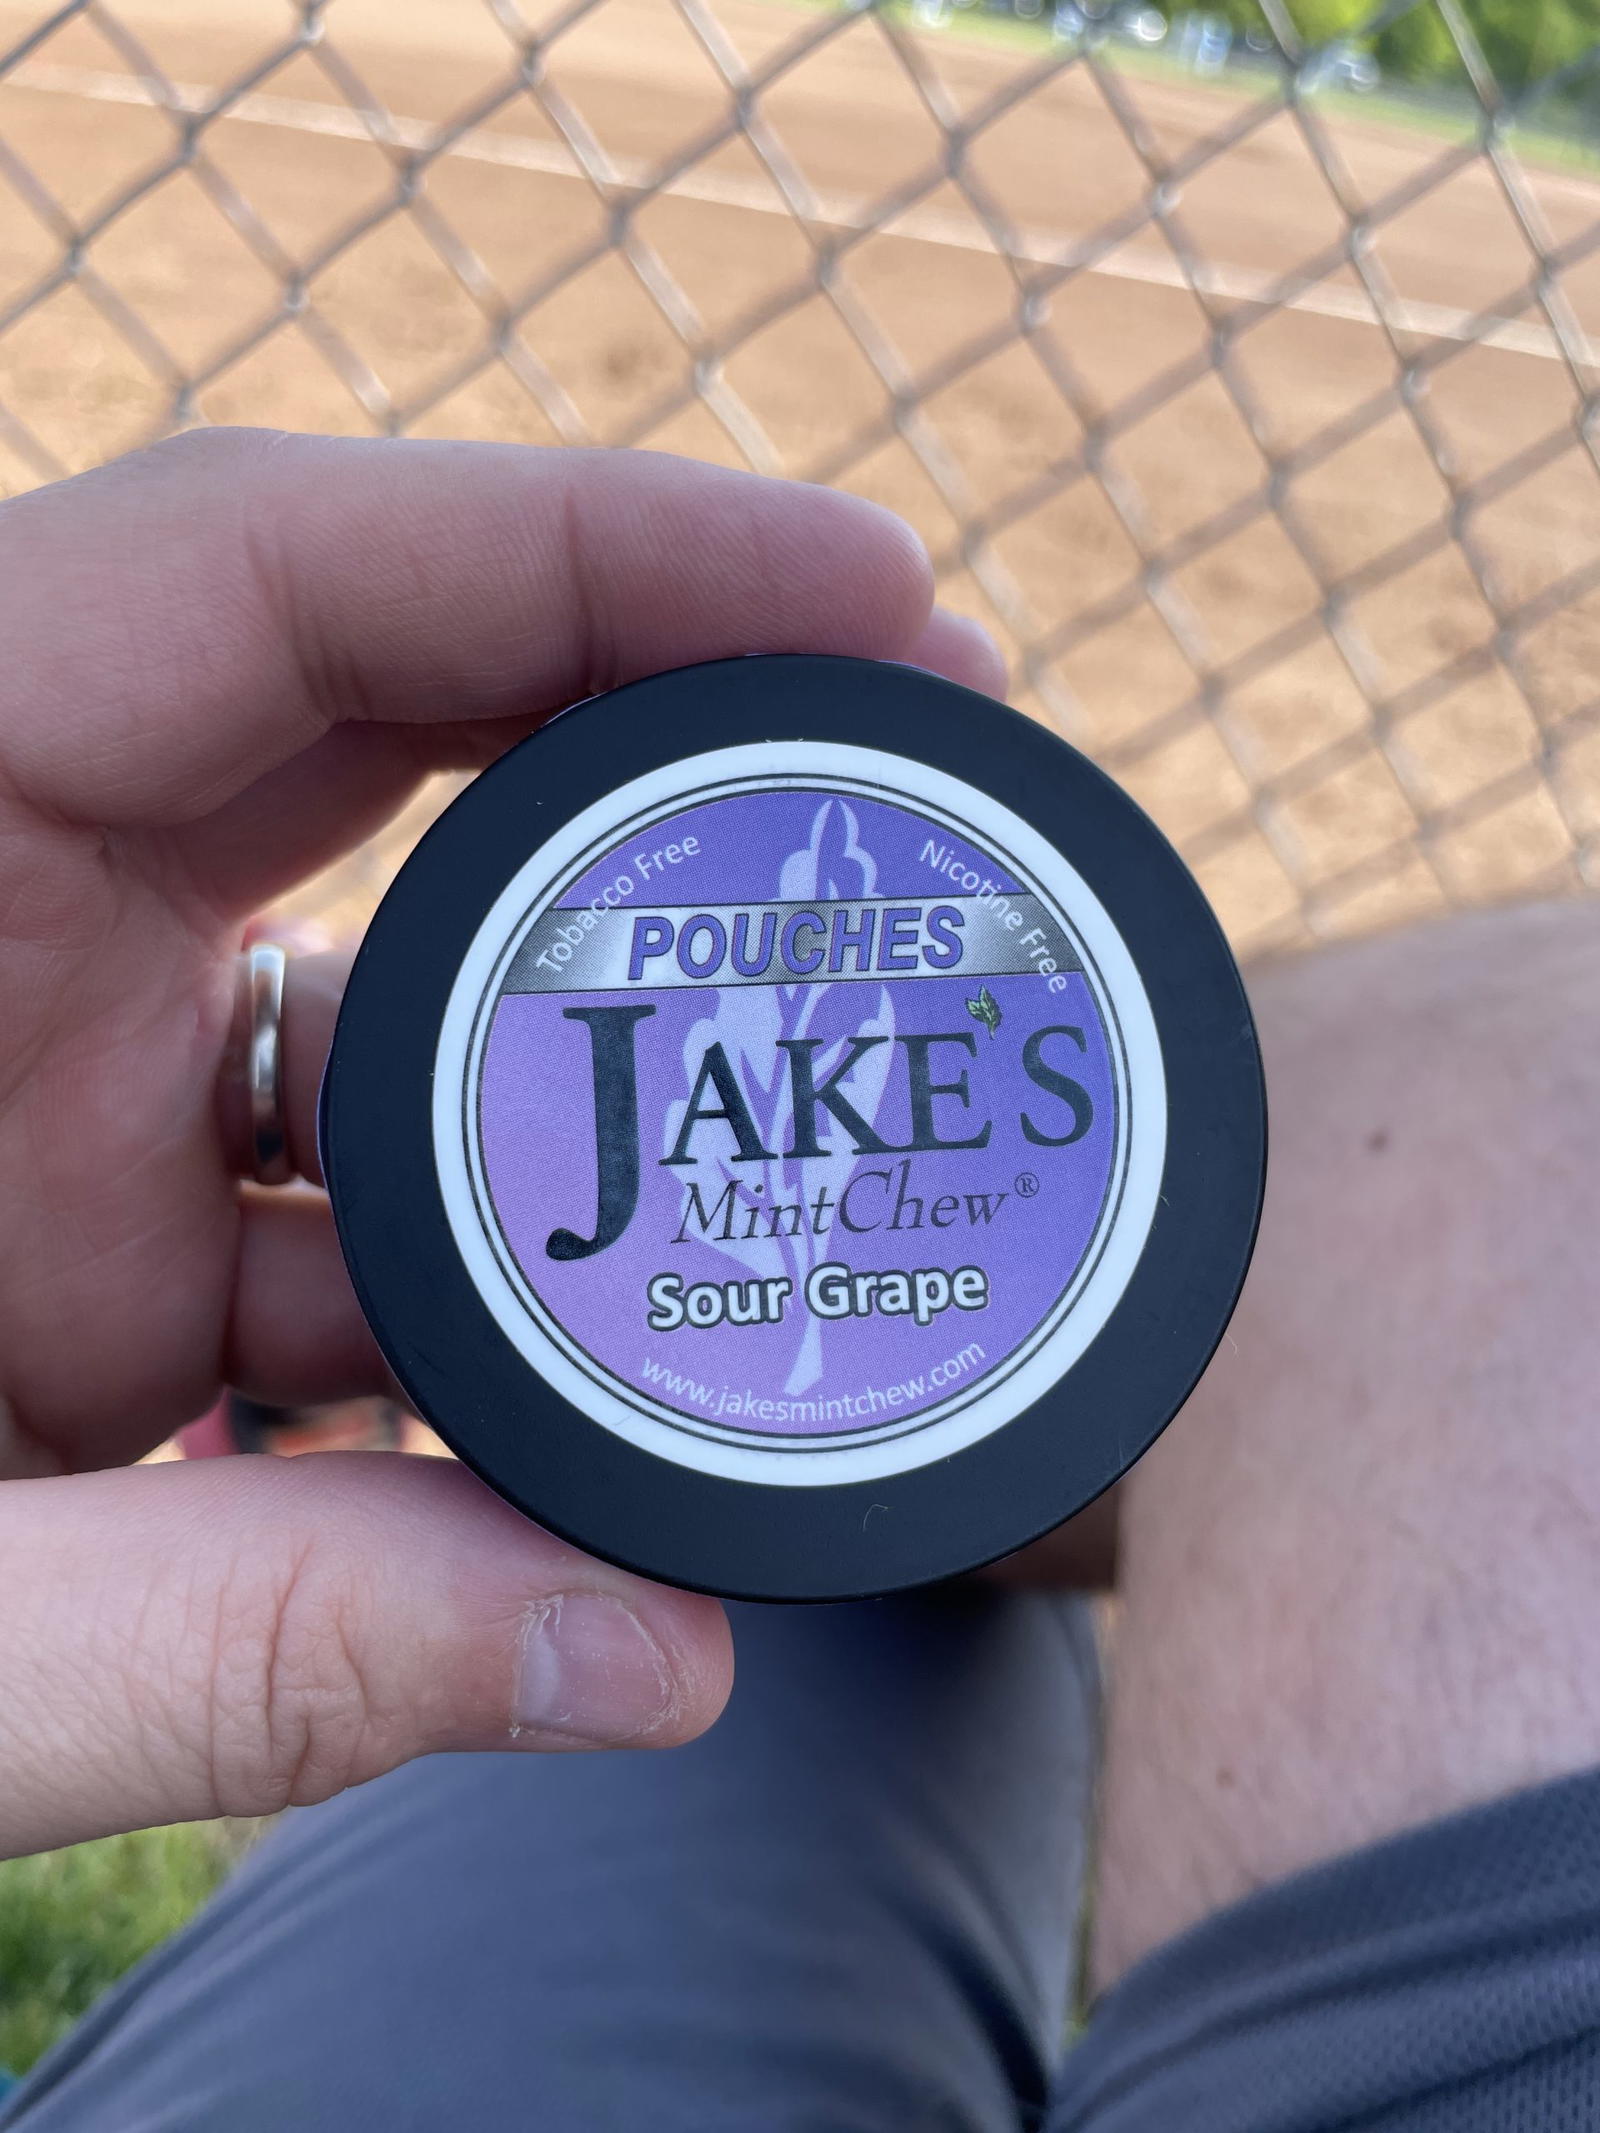 Tobacco Free
Nicotine Free
POUCHES
JAKE'S
MintChew®
Sour Grape
www.jakesmintchew.com